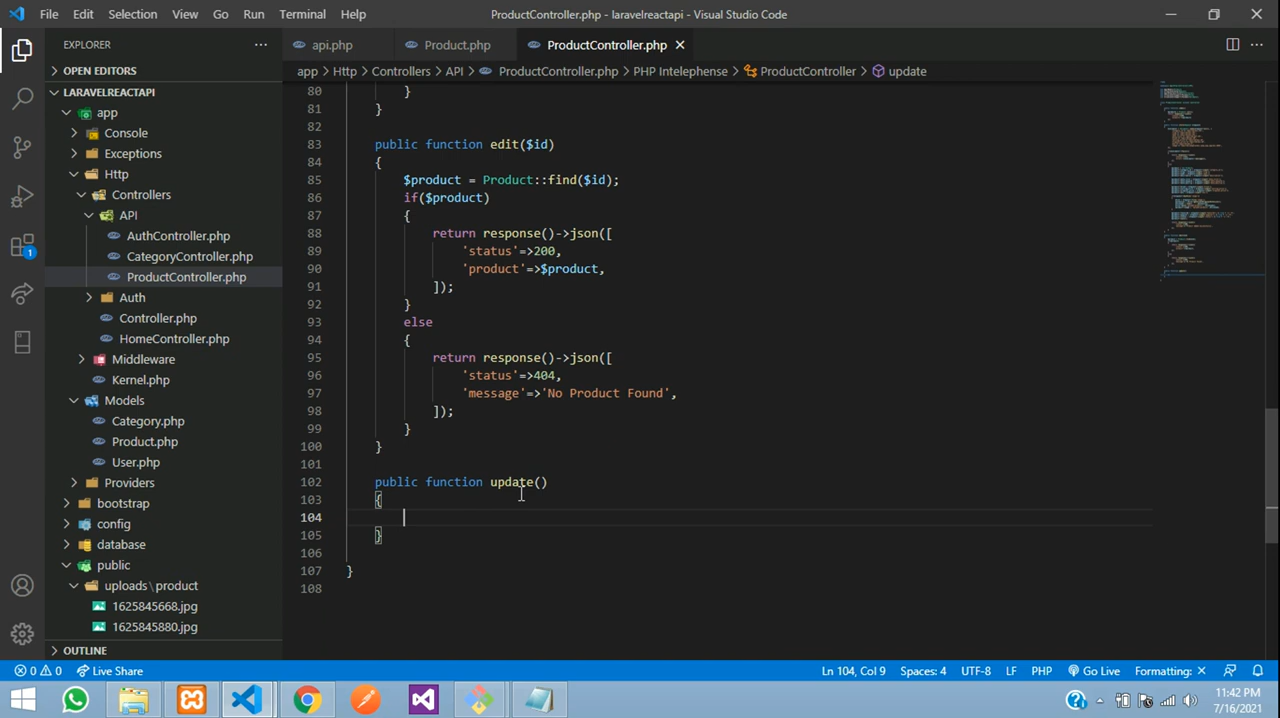 File Edit Selection View Go Run Terminal Help ProductController.php - laravelreactapi - Visual Studio Code
EXPLORER
api.php Product.php ProductController.php
OPEN EDITORS
app > Http > Controllers > API > ProductController.php > PHP Intelephense > ProductController > update
LARAVELREACTAPI
app
Console
Exceptions
Http
Controllers
API
AuthController.php
CategoryController.php
ProductController.php
Auth
Controller.php
HomeController.php
Middleware
Kernel.php
Models
Category.php
Product.php
User.php
Providers
bootstrap
config
database
public
uploads\product
1625845668.jpg
1625845880.jpg
OUTLINE
80 }
81 }
82
83 public function edit($id)
84 {
85 $product = Product::find($id);
86 if($product)
87 {
88 return response()->json([
89 'status'=>200,
90 'product'=>$product,
91 ]);
92 }
93 else
94 {
95 return response()->json([
96 'status'=>404,
97 'message'=>'No Product Found',
98 ]);
99 }
100 }
101
102 public function update()
103 {
104
105 }
106
107 }
108
0 0 Live Share Ln 104, Col 9 Spaces: 4 UTF-8 LF PHP Go Live Formatting: ×
11:42 PM
7/16/2021